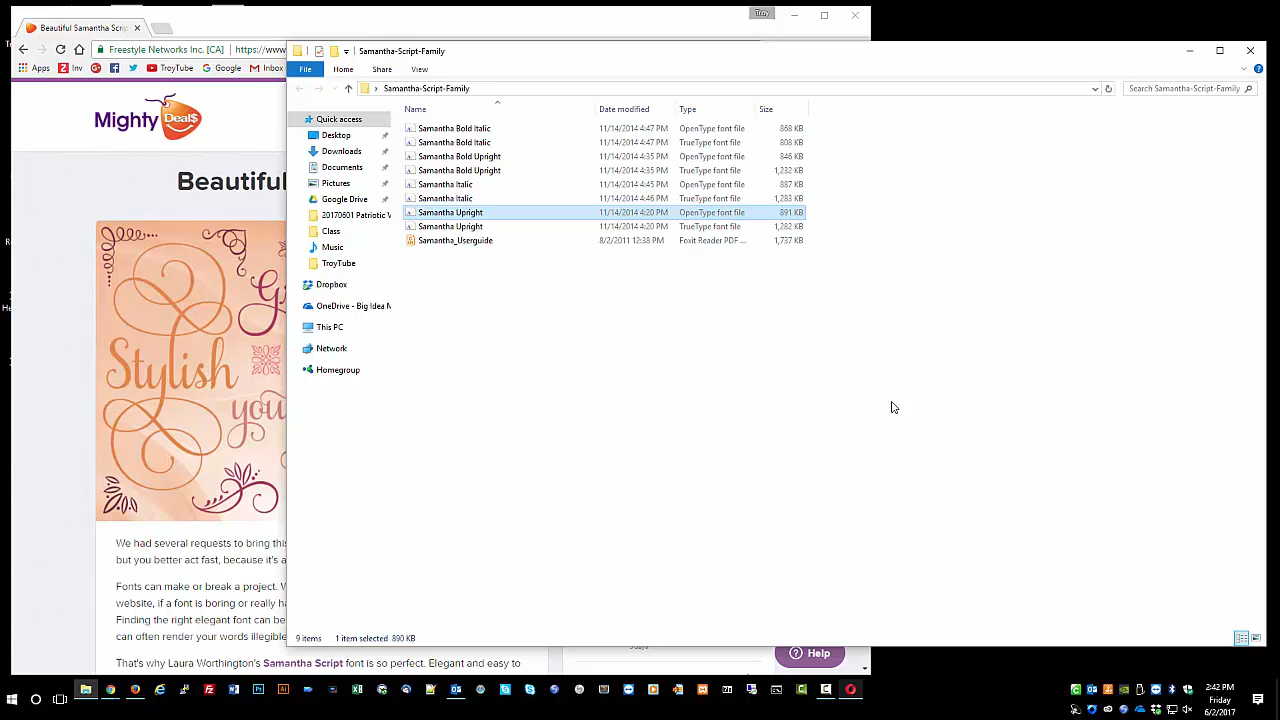 Troy
Beautiful Samantha Scri
Freestyle Networks Inc. [CA] https://www
Apps Inv TroyTube Google Inbox
Mighty Deal$
Beautiful
Stylish
you
We had several requests to bring this
but you better act fast, because it's a
Fonts can make or break a project. W
website, if a font is boring or really ha
Finding the right elegant font can be
can often render your words illegible
That's why Laura Worthington's Samantha Script font is so perfect. Elegant and easy to
Help
Samantha-Script-Family
File Home Share View
Samantha-Script-Family
Search Samantha-Script-Family
Quick access
Desktop
Downloads
Documents
Pictures
Google Drive
20170601 Patriotic V
Class
Music
TroyTube
Dropbox
OneDrive - Big Idea M
This PC
Network
Homegroup
Name Date modified Type Size
Samantha Bold Italic 11/14/2014 4:47 PM OpenType font file 868 KB
Samantha Bold Italic 11/14/2014 4:47 PM TrueType font file 808 KB
Samantha Bold Upright 11/14/2014 4:35 PM OpenType font file 846 KB
Samantha Bold Upright 11/14/2014 4:35 PM TrueType font file 1,232 KB
Samantha Italic 11/14/2014 4:45 PM OpenType font file 887 KB
Samantha Italic 11/14/2014 4:46 PM TrueType font file 1,283 KB
Samantha Upright 11/14/2014 4:20 PM OpenType font file 891 KB
Samantha Upright 11/14/2014 4:20 PM TrueType font file 1,282 KB
Samantha_Userguide 8/2/2011 12:38 PM Foxit Reader PDF ... 1,737 KB
9 items 1 item selected 890 KB
2:42 PM
Friday
6/2/2017